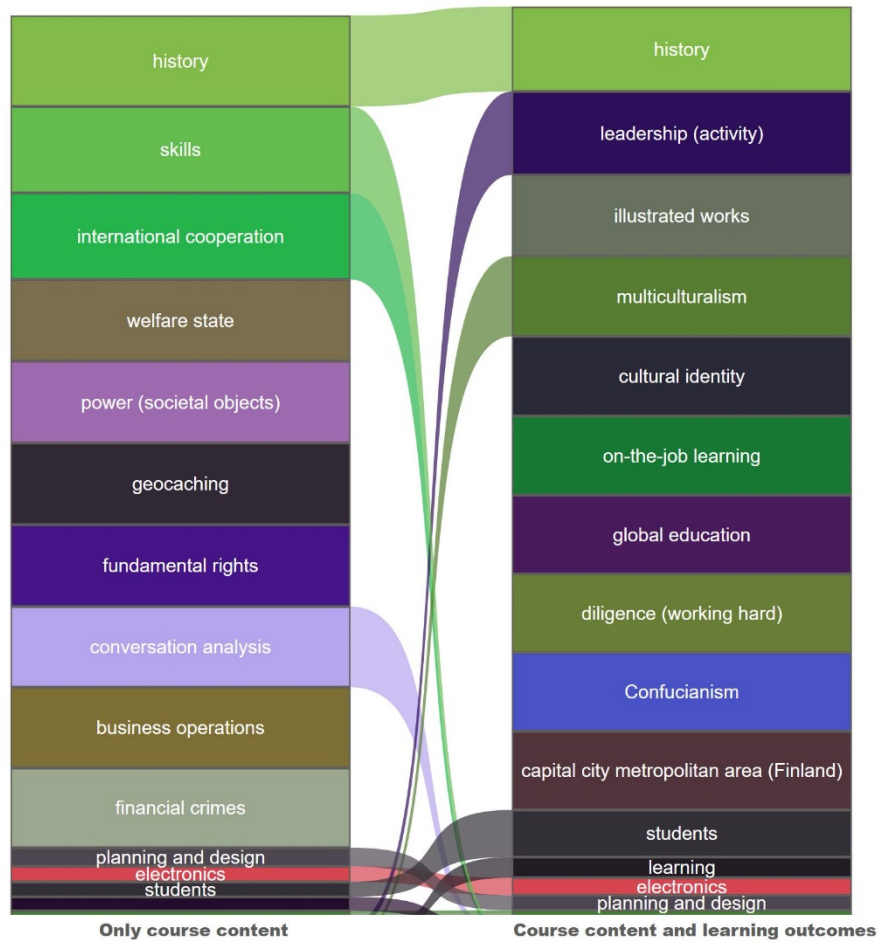 history
skills
international cooperation
welfare state
power (societal objects)
geocaching
fundamental rights
conversation analysis
business operations
financial crimes
planning and design
electronics
students
Only course content
history
leadership (activity)
illustrated works
multiculturalism
cultural identity
on-the-job learning
global education
diligence (working hard)
Confucianism
capital city metropolitan area (Finland)
students
learning
electronics
planning and design
Course content and learning outcomes